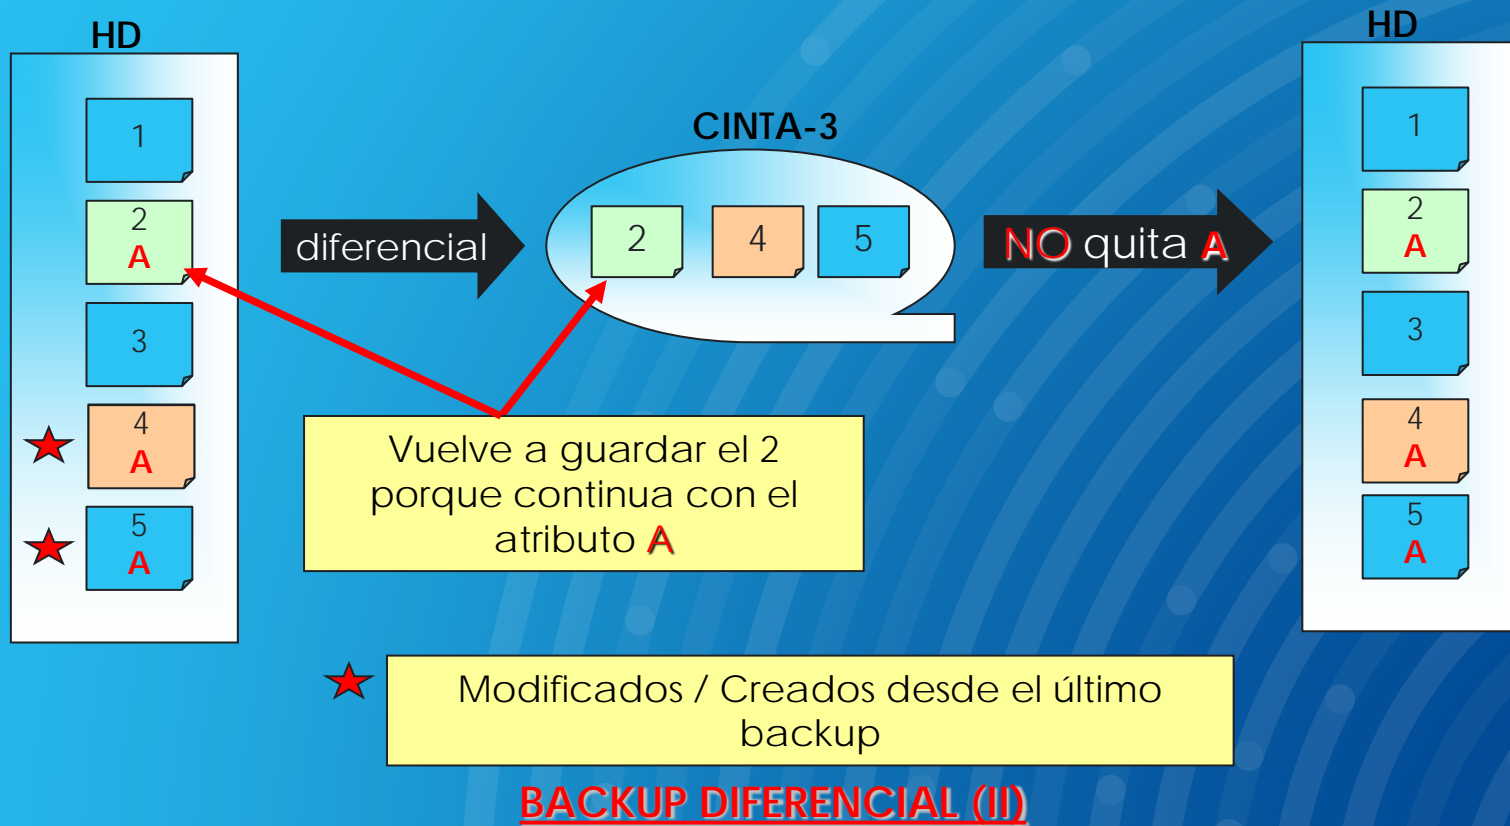 HD
1
2
A
3
4
A
5
A
diferencial
CINTA-3
2 4 5
NO quita A
HD
1
2
A
3
4
A
5
A
Vuelve a guardar el 2
porque continua con el
atributo A
Modificados / Creados desde el último
backup
BACKUP DIFERENCIAL (II)